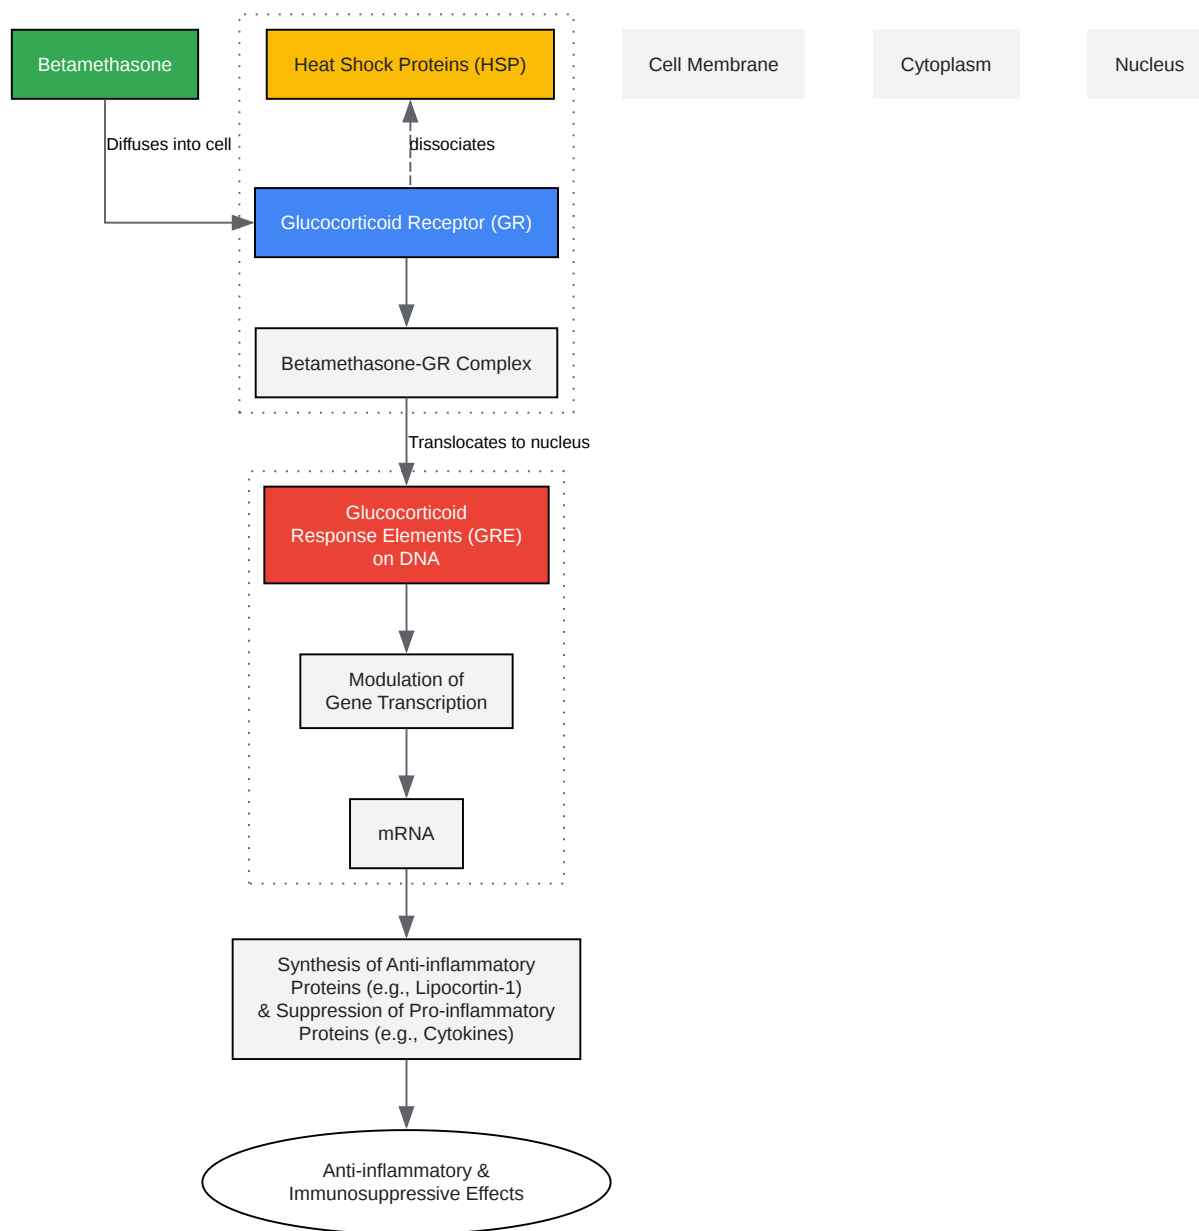 Betamethasone
Heat Shock Proteins (HSP)
Cell Membrane
Cytoplasm
Nucleus
Diffuses into cell
dissociates
Glucocorticoid Receptor (GR)
Betamethasone-GR Complex
Translocates to nucleus
Glucocorticoid
Response Elements (GRE)
on DNA
Modulation of
Gene Transcription
mRNA
Synthesis of Anti-inflammatory
Proteins (e.g., Lipocortin-1)
& Suppression of Pro-inflammatory
Proteins (e.g., Cytokines)
Anti-inflammatory &
Immunosuppressive Effects